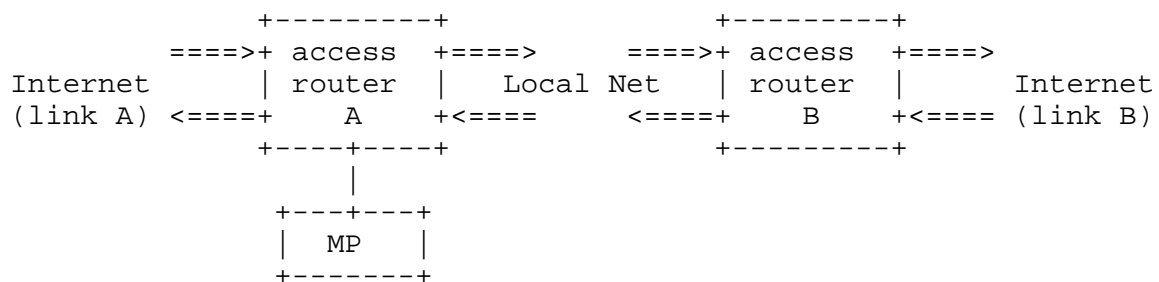 +---------+                  +---------+
       ====>+  access  +====>      ====>+  access  +====>
Internet     |  router  |   Local Net    |  router  |       Internet
(link A) <====+    A     +<====      <====+    B     +<==== (link B)
             +----+----+                  +---------+
                  |
              +---+---+
              |  MP   |
              +-------+